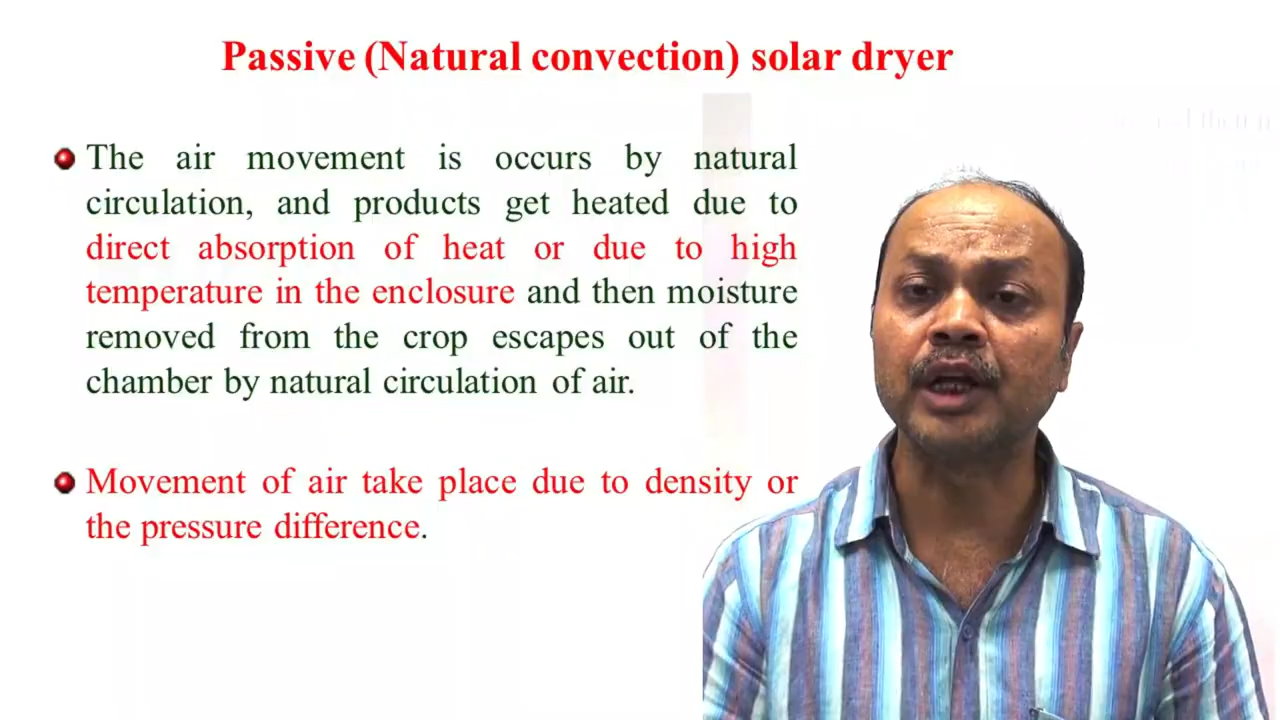 Passive (Natural convection) solar dryer
The air movement is occurs by natural
circulation, and products get heated due to
direct absorption of heat or due to high
temperature in the enclosure and then moisture
removed from the crop escapes out of the
chamber by natural circulation of air.
Movement of air take place due to density or
the pressure difference.